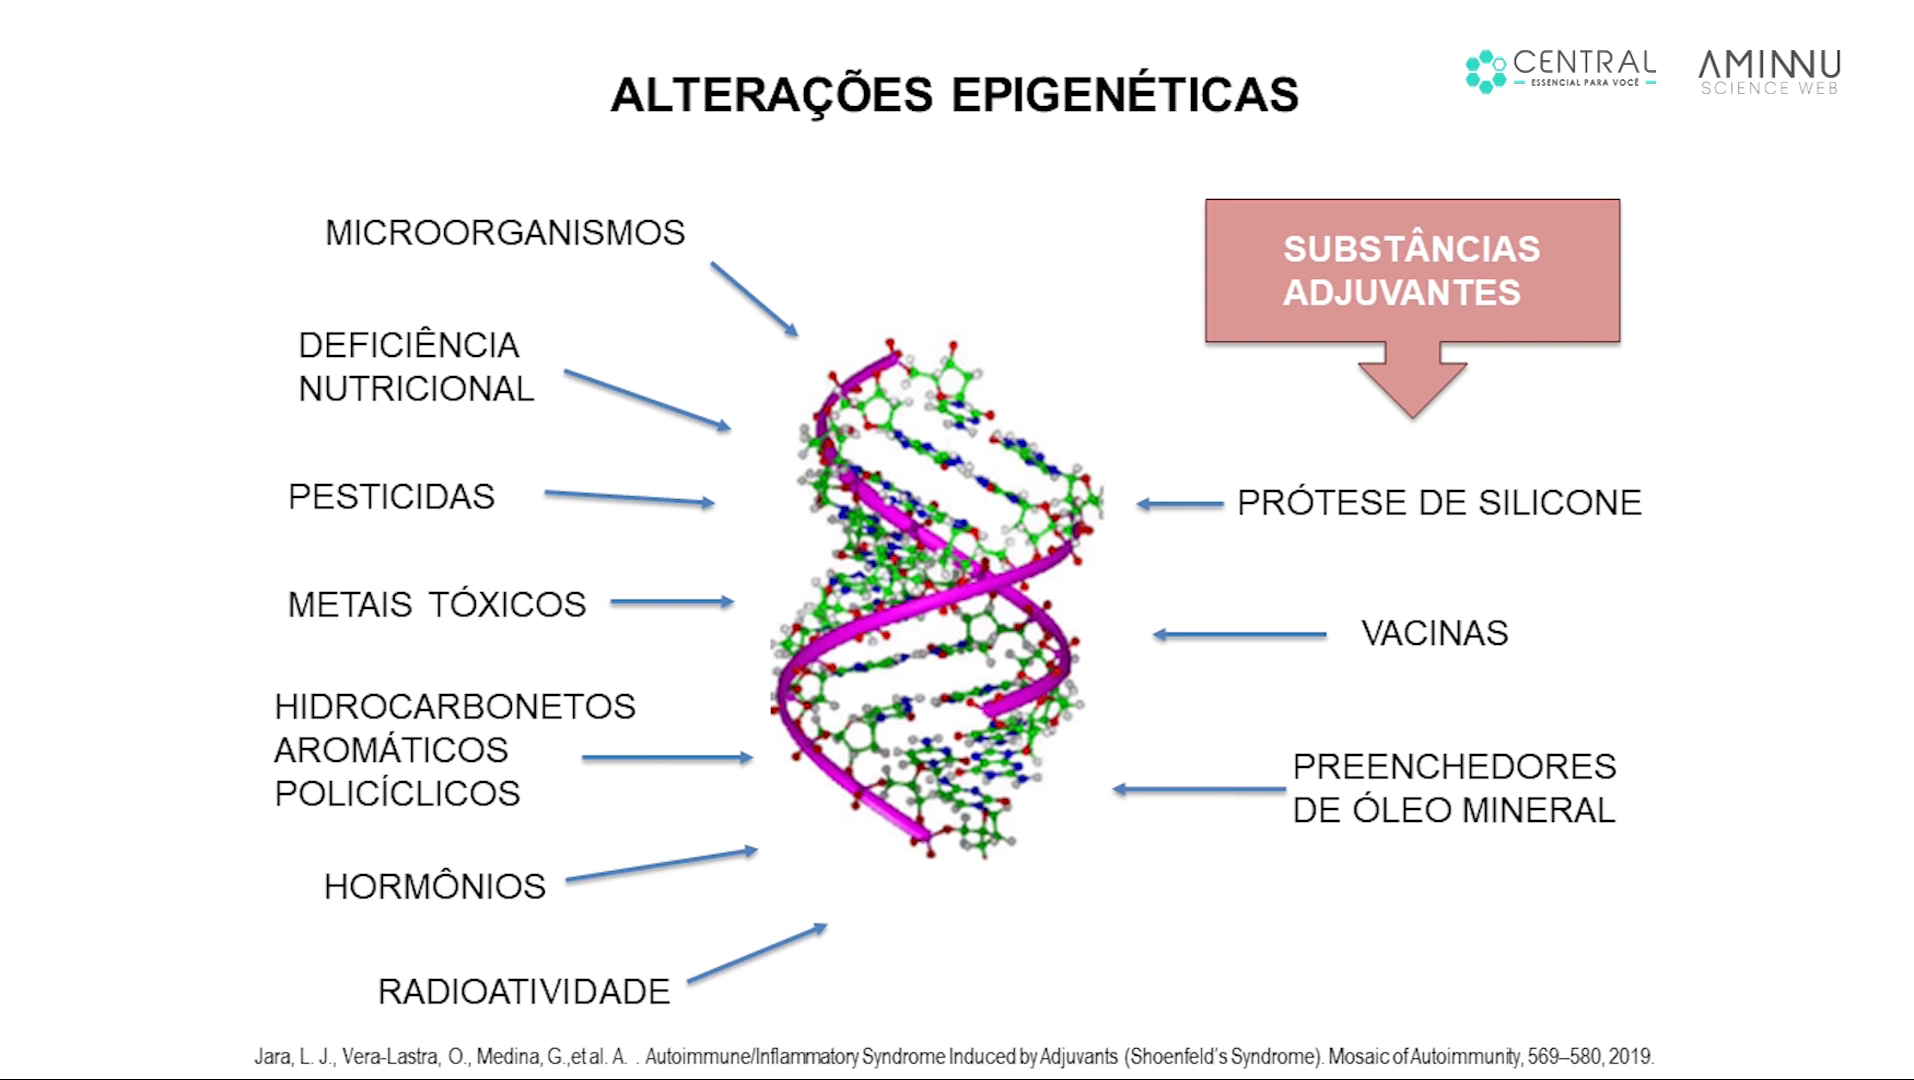 CENTRAL
ESSENCIAL PARA VOCÊ
AMINNU
SCIENCE WEB
ALTERAÇÕES EPIGENÉTICAS
MICROORGANISMOS
DEFICIÊNCIA
NUTRICIONAL
PESTICIDAS
METAIS TÓXICOS
HIDROCARBONETOS
AROMÁTICOS
POLICÍCLICOS
HORMÔNIOS
RADIOATIVIDADE
SUBSTÂNCIAS
ADJUVANTES
PRÓTESE DE SILICONE
VACINAS
PREENCHEDORES
DE ÓLEO MINERAL
Jara, L. J., Vera-Lastra, O., Medina, G.,et al. A. . Autoimmune/Inflammatory Syndrome Induced by Adjuvants (Shoenfeld's Syndrome). Mosaic of Autoimmunity, 569–580, 2019.